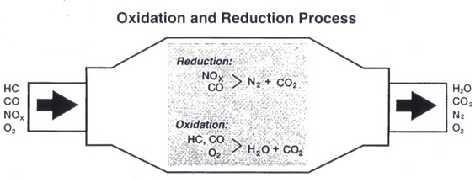 Oxidation and Reduction Process
HC
CO
NOx
O2
Reduction:
NOx
CO
> N2 + CO2
Oxidation:
HC, CO
O2
> H2O + CO2
H2O
CO2
N2
O2